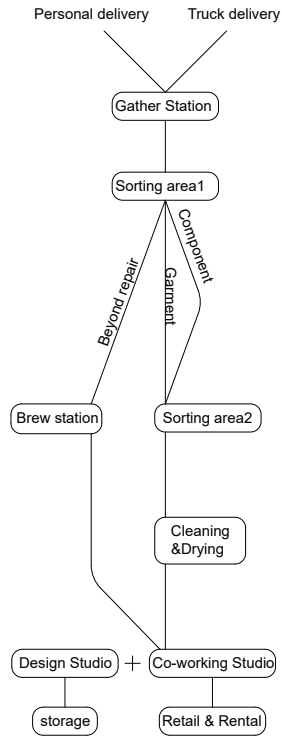 Personal delivery
Truck delivery
Gather Station
Sorting area1
Component
Garment
Beyond repair
Brew station
Sorting area2
Cleaning
&Drying
Design Studio + Co-working Studio
storage
Retail & Rental